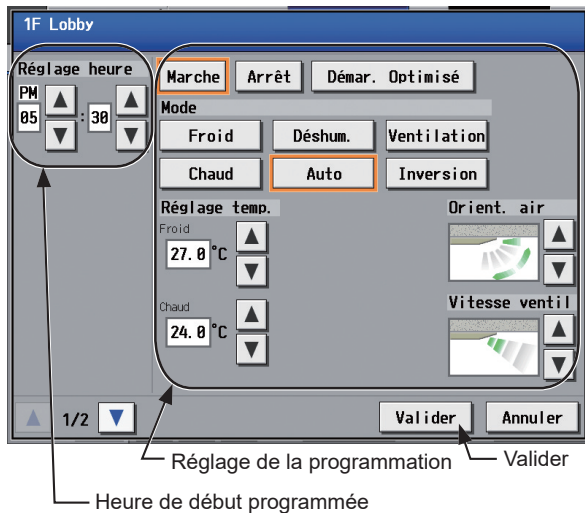 1F Lobby
Réglage heure
PM
05 : 30
Marche Arrêt Démar. Optimisé
Mode
Froid Déshum. Ventilation
Chaud Auto Inversion
Réglage temp.
Froid
27.0 °C
Chaud
24.0 °C
Orient. air
Vitesse ventil
1/2
Valider Annuler
Réglage de la programmation
Valider
Heure de début programmée